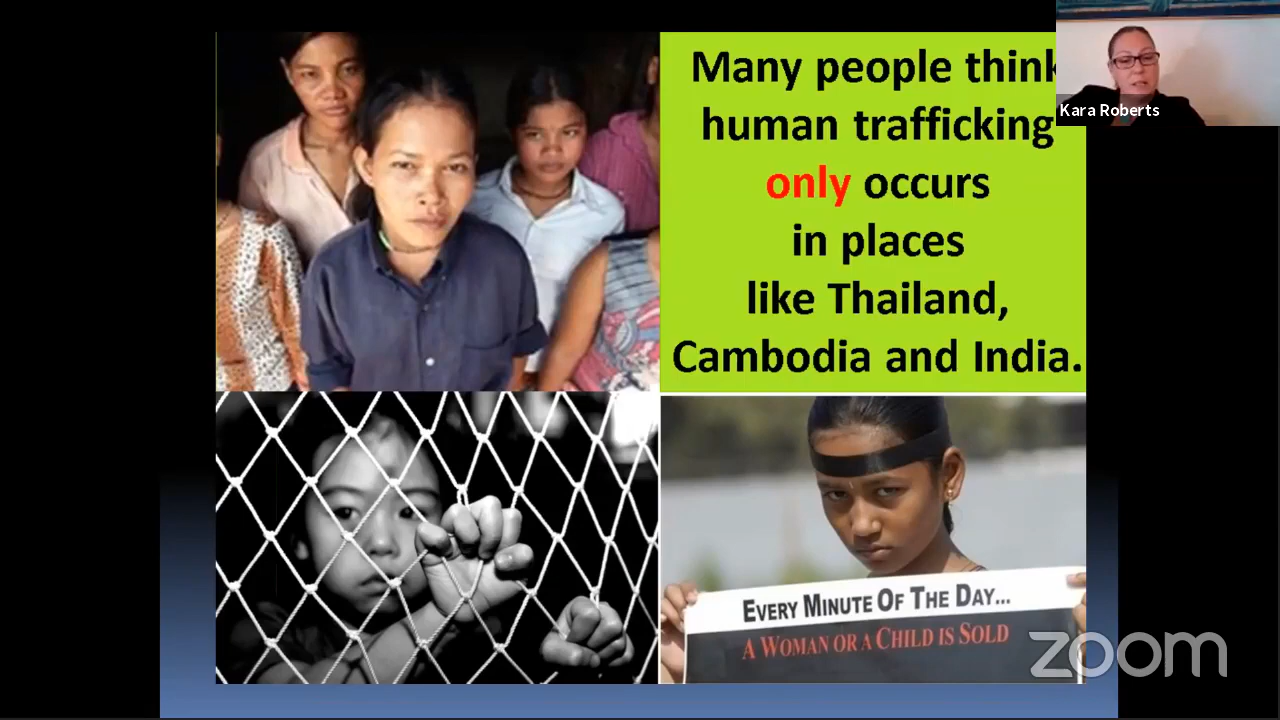 Many people think
human trafficking
only occurs
in places
like Thailand,
Cambodia and India.
Kara Roberts
EVERY MINUTE OF THE DAY...
A WOMAN OR A CHILD IS SOLD
zoom